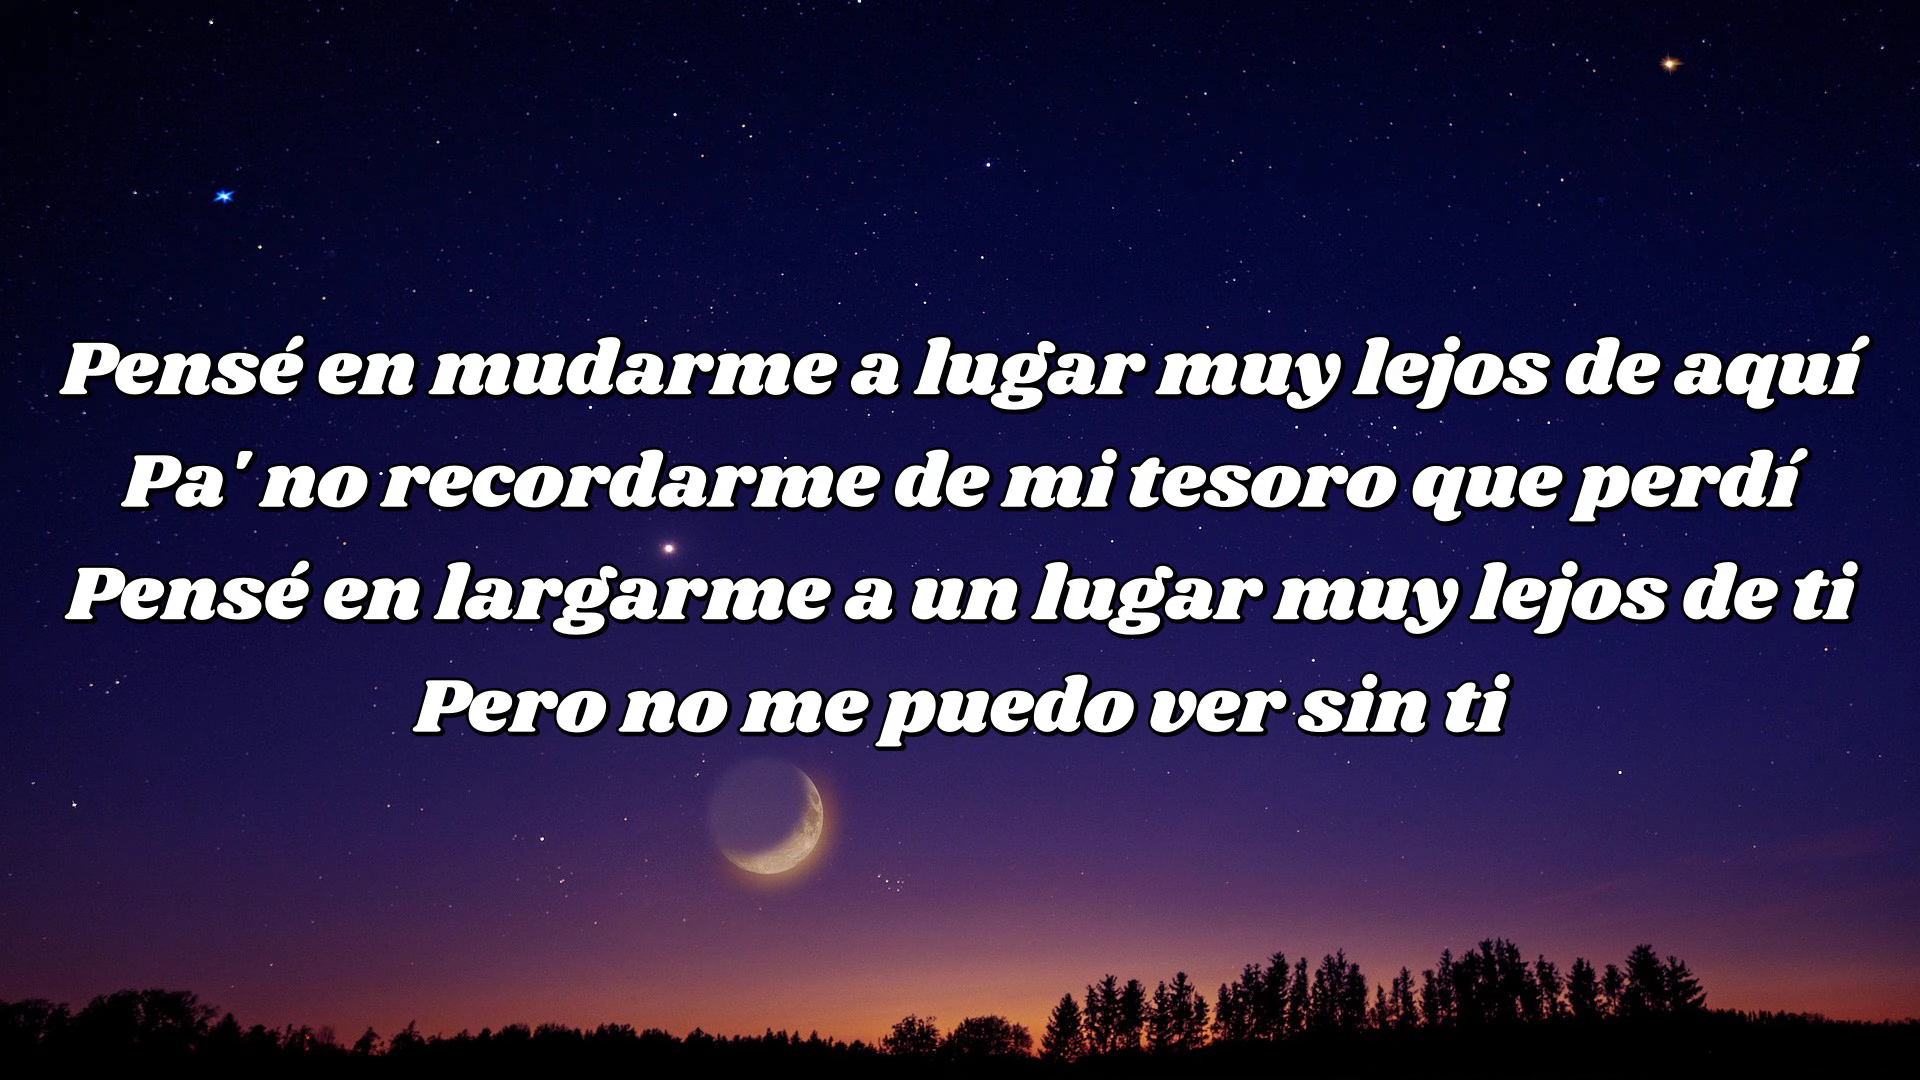 Pensé en mudarme a lugar muy lejos de aquí
Pa' no recordarme de mi tesoro que perdí
Pensé en largarme a un lugar muy lejos de ti
Pero no me puedo ver sin ti